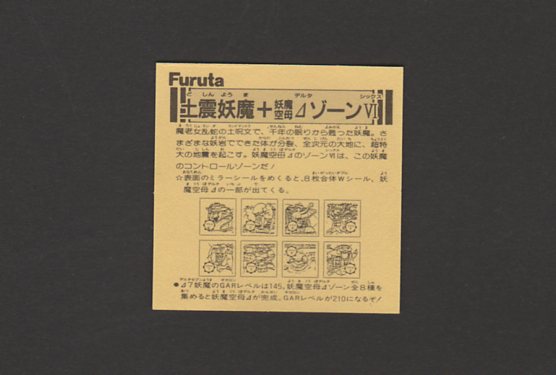 Furuta
土震妖魔+妖魔空母⊿ゾーンⅥ
魔老女乱蛇の土呪文で、千年の眠りから甦った妖魔。さ
まざまな妖岩でできた体が分裂、全次元の大地に、超特
大の地震を起こす。妖魔空母⊿のゾーンⅥは、この妖魔
のコントロールゾーンだ!
☆表面のミラーシールをめくると、8枚合体Wシール、妖
魔空母⊿の一部が出てくる。
●⊿7妖魔のGARレベルは145。妖魔空母⊿ゾーン全8種を
集めると妖魔空母⊿が完成、GARレベルが210になるぞ!